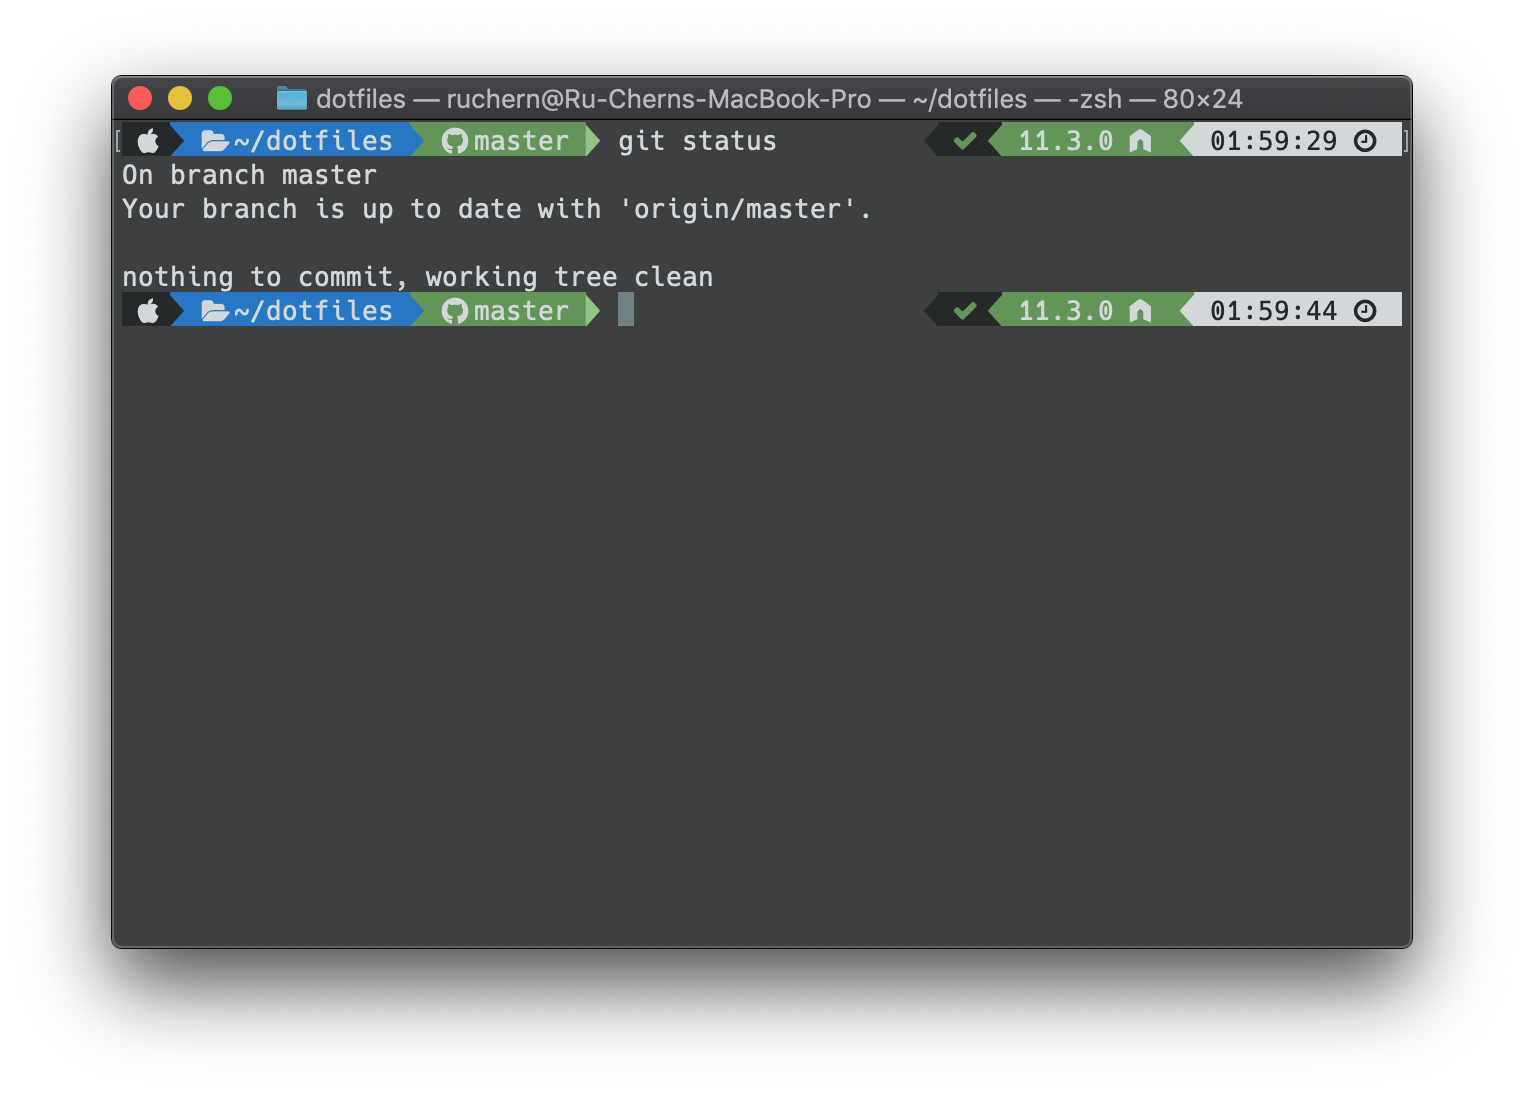 dotfiles — ruchern@Ru-Cherns-MacBook-Pro — ~/dotfiles — -zsh — 80×24
~/dotfiles master git status 11.3.0 01:59:29
On branch master
Your branch is up to date with 'origin/master'.
nothing to commit, working tree clean
~/dotfiles master 11.3.0 01:59:44